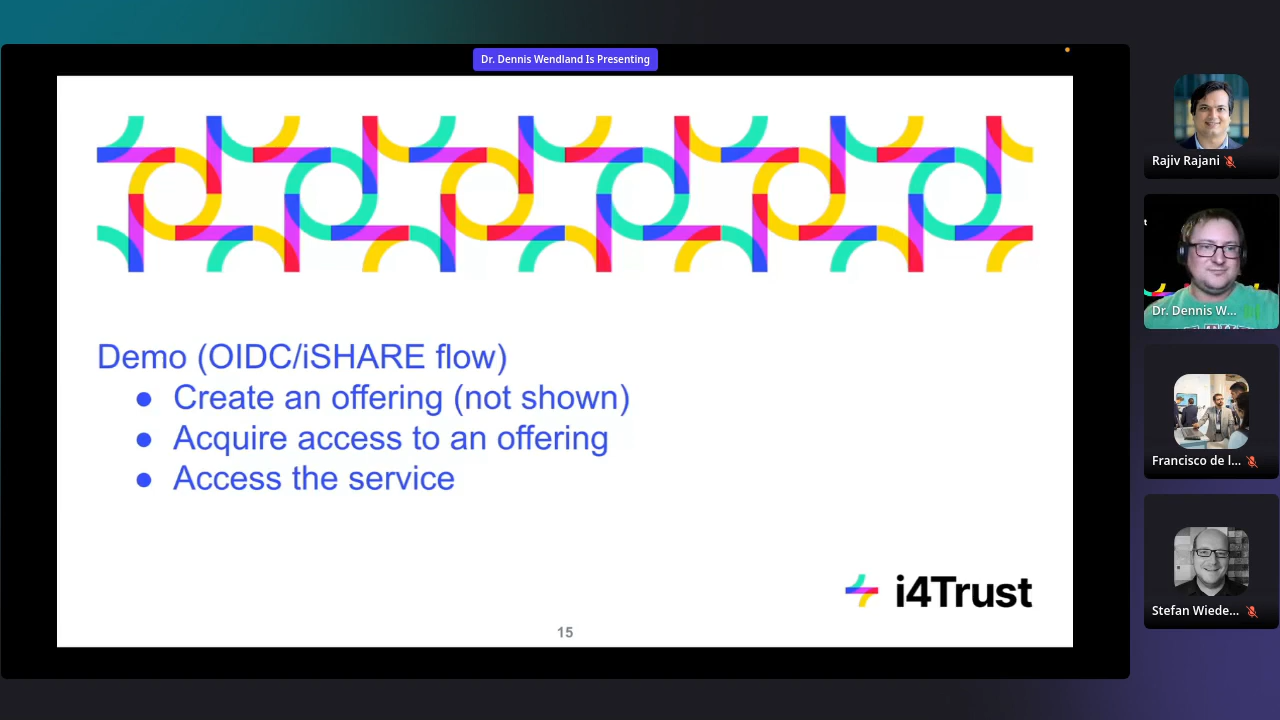 Dr. Dennis Wendland Is Presenting
Demo (OIDC/iSHARE flow)
● Create an offering (not shown)
● Acquire access to an offering
● Access the service
i4Trust
15
Rajiv Rajani
Dr. Dennis W...
Francisco de l...
Stefan Wiede...